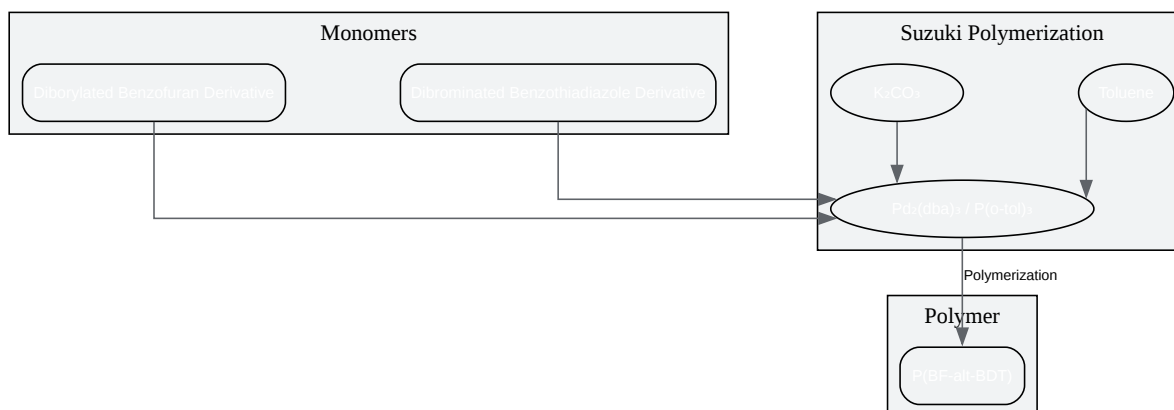 Monomers
Suzuki Polymerization
Diborylated Benzofuran Derivative
Dibrominated Benzothiadiazole Derivative
K₂CO₃
Toluene
Pd₂(dba)₃ / P(o-tol)₃
Polymerization
Polymer
P(BF-alt-BDT)